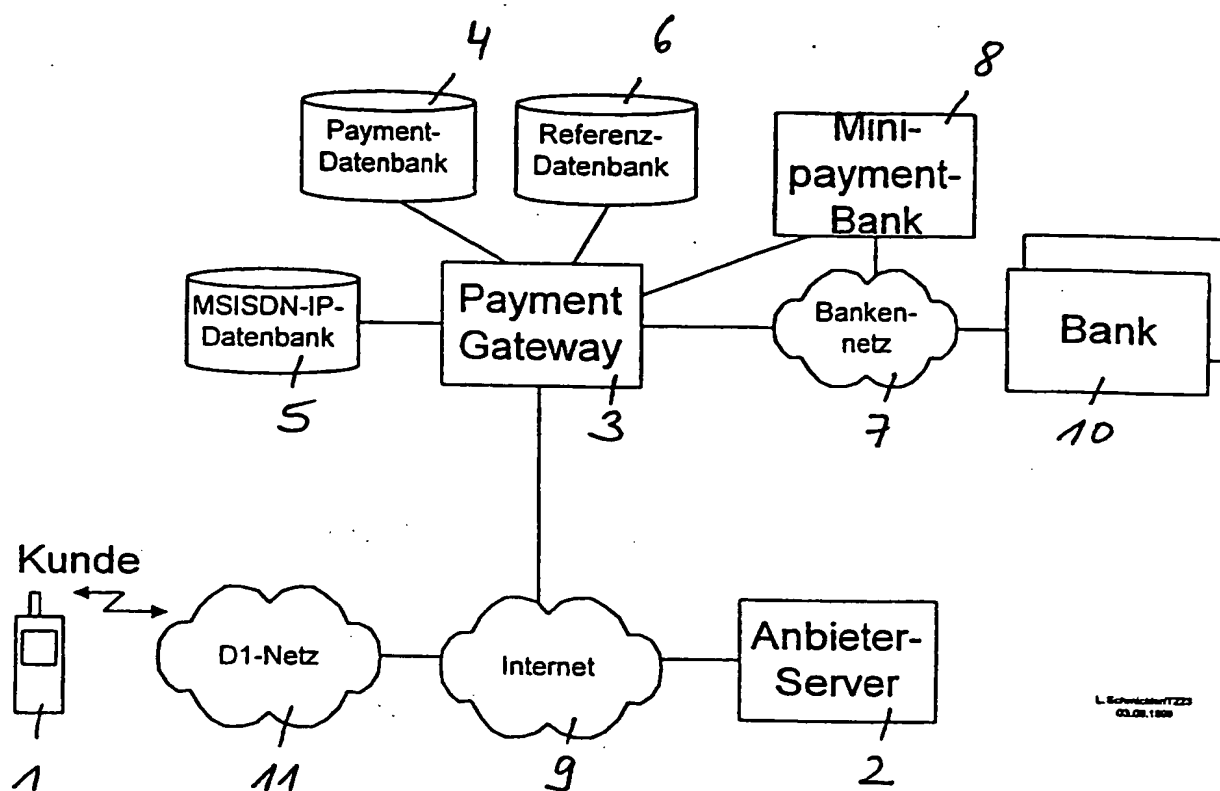 4
6
8
Payment-
Datenbank
Referenz-
Datenbank
Mini-
payment-
Bank
MSISDN-IP-
Datenbank
Payment
Gateway
Banken-
netz
Bank
5
3
7
10
Kunde
D1-Netz
Internet
Anbieter-
Server
1
11
9
2